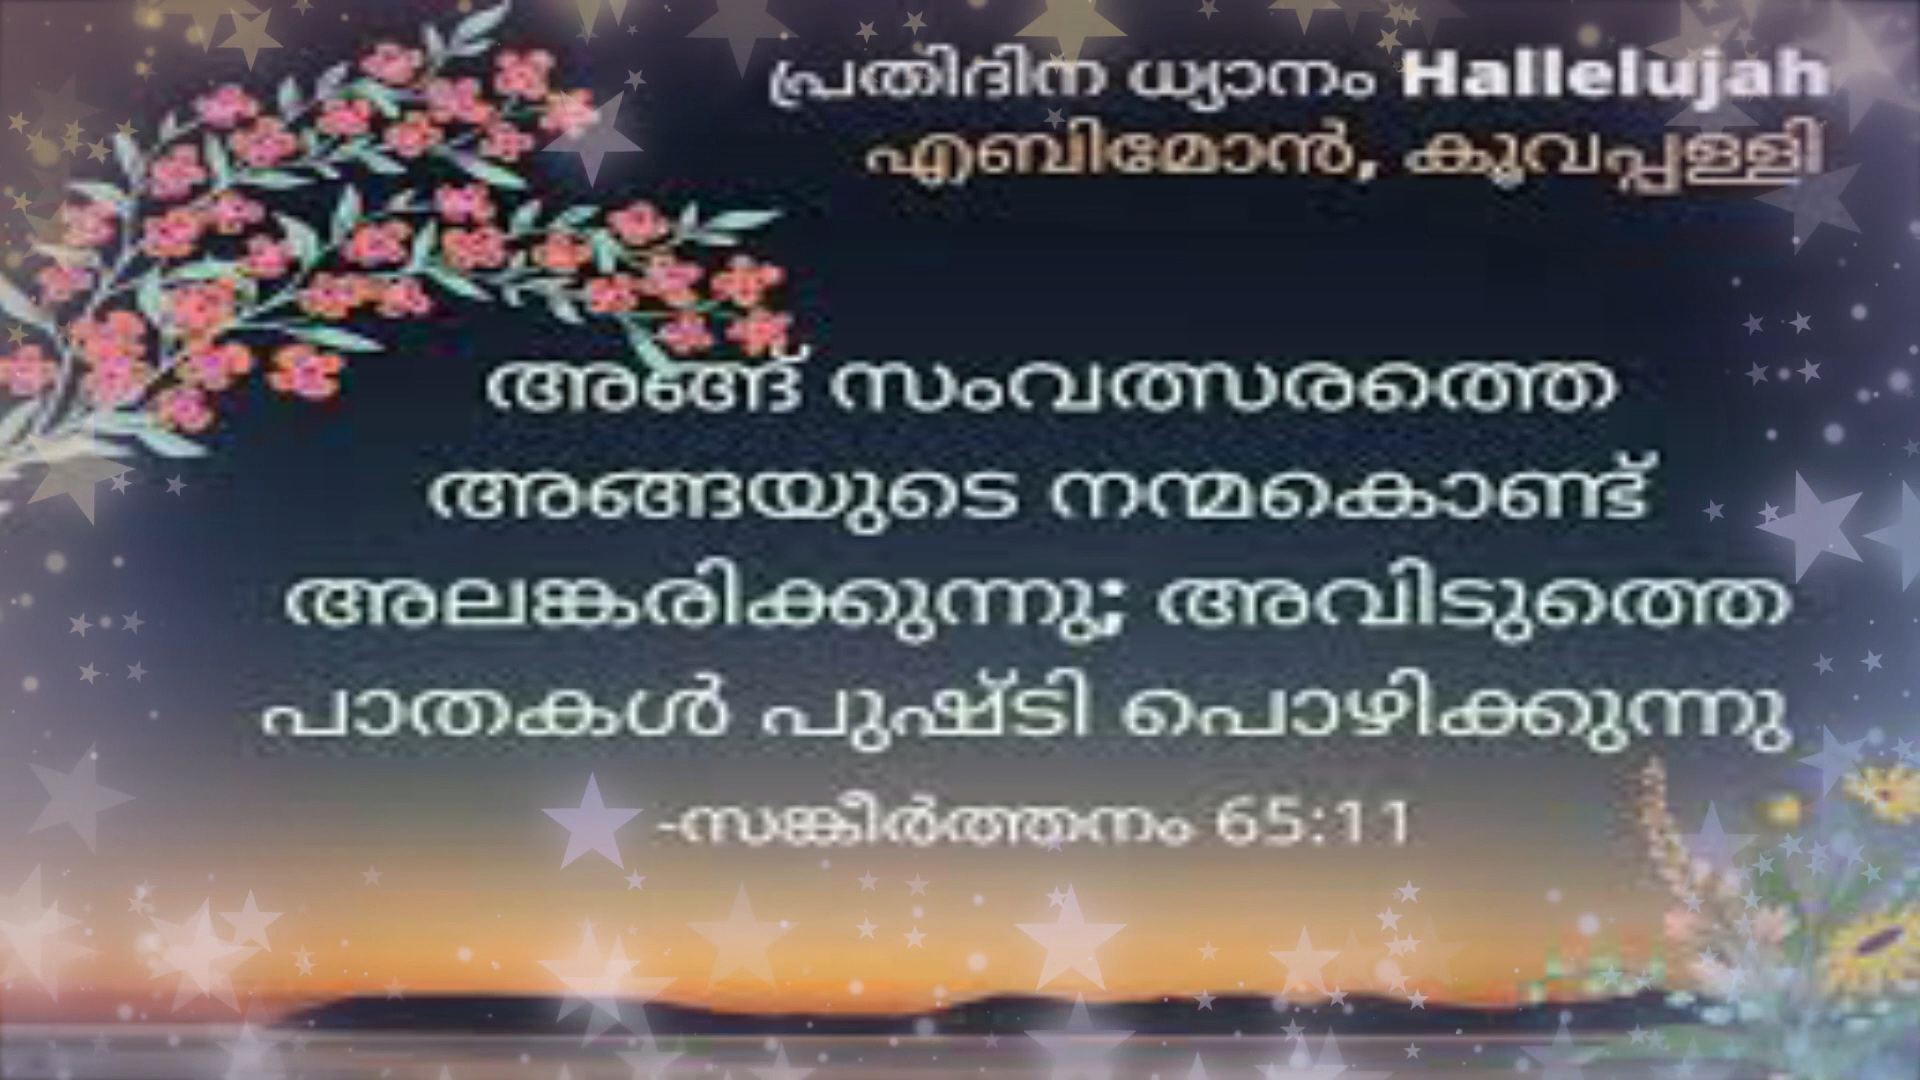 പ്രതിദിന ധ്യാനം Hallelujah
എബിമോൻ, കൂവപ്പള്ളി
അങ്ങ് സംവത്സരത്തെ
അങ്ങയുടെ നന്മകൊണ്ട്
അലങ്കരിക്കുന്നു; അവിടുത്തെ
പാതകൾ പുഷ്ടി പൊഴിക്കുന്നു
-സങ്കീർത്തനം 65:11